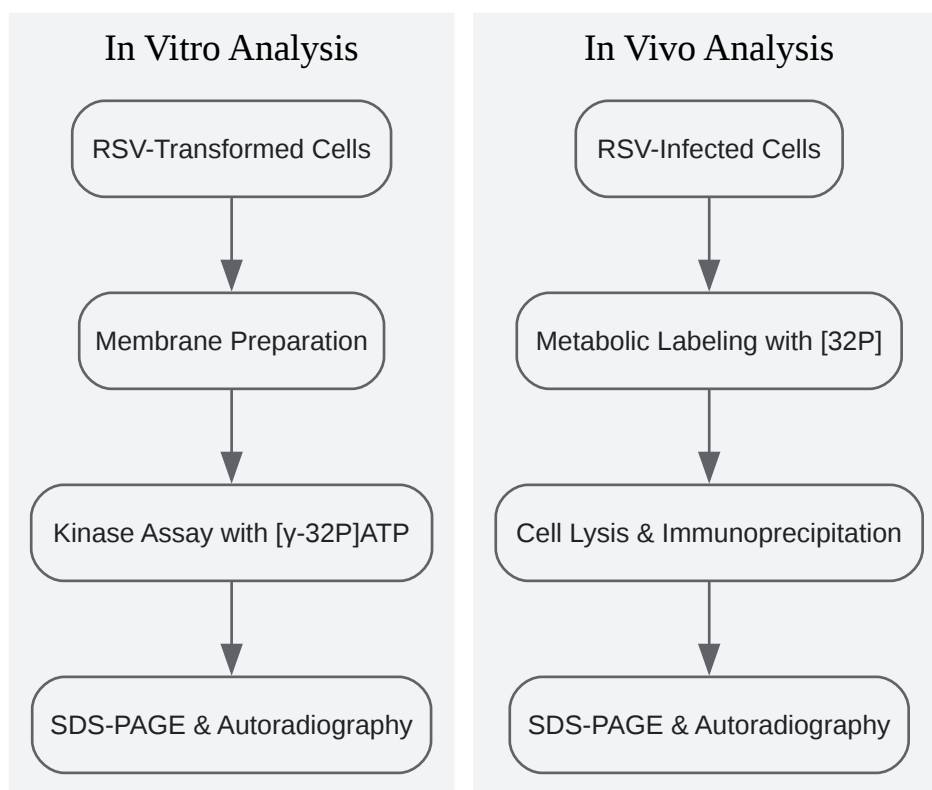 In Vitro Analysis
RSV-Transformed Cells
Membrane Preparation
Kinase Assay with [γ-32P]ATP
SDS-PAGE & Autoradiography
In Vivo Analysis
RSV-Infected Cells
Metabolic Labeling with [32P]
Cell Lysis & Immunoprecipitation
SDS-PAGE & Autoradiography